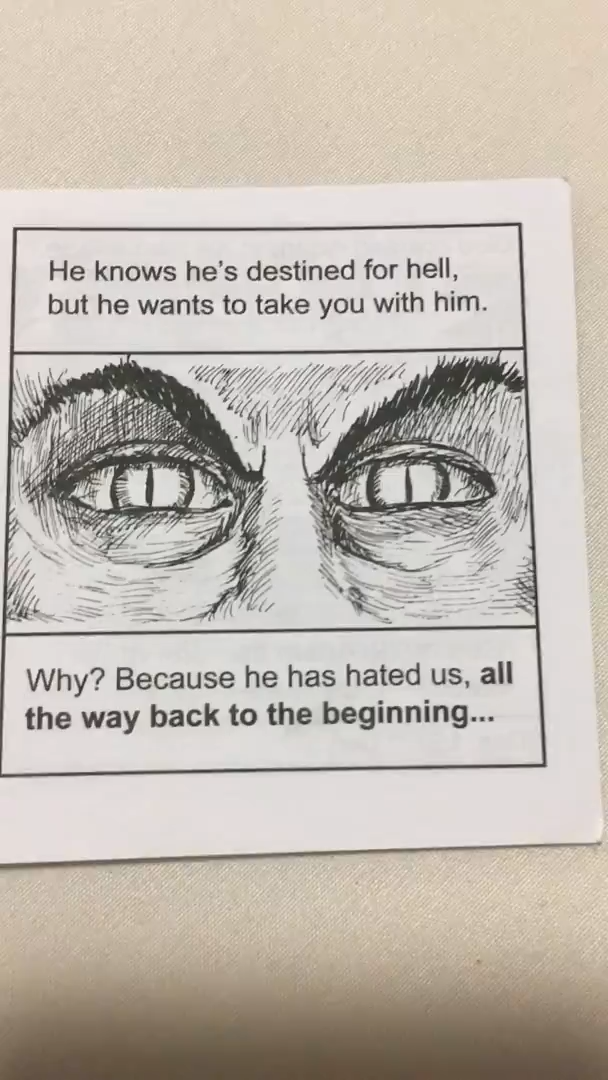 He knows he's destined for hell,
but he wants to take you with him.
Why? Because he has hated us, all
the way back to the beginning...